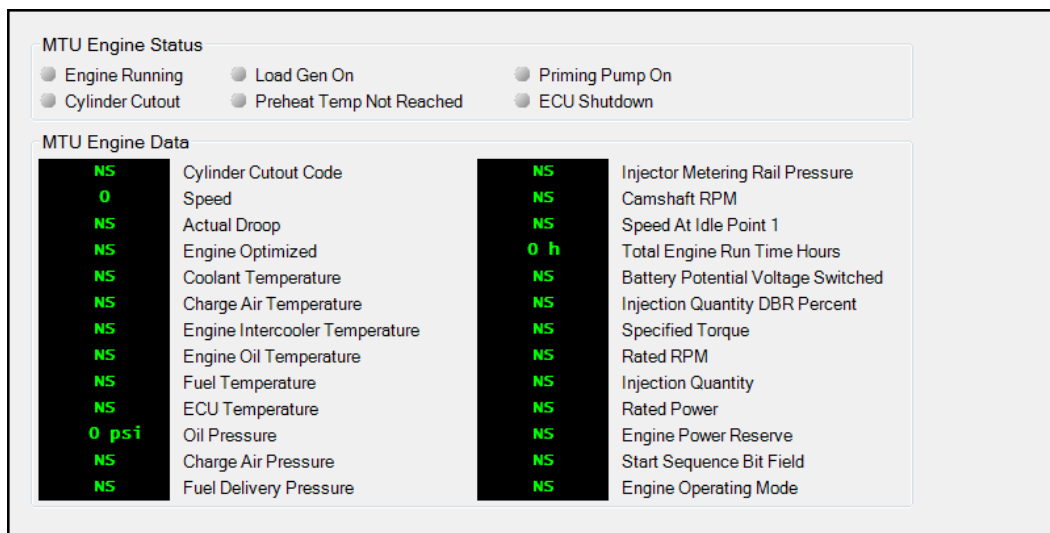 MTU Engine Status
Engine Running Load Gen On Priming Pump On
Cylinder Cutout Preheat Temp Not Reached ECU Shutdown
MTU Engine Data
NS Cylinder Cutout Code NS Injector Metering Rail Pressure
0 Speed NS Camshaft RPM
NS Actual Droop NS Speed At Idle Point 1
NS Engine Optimized 0 h Total Engine Run Time Hours
NS Coolant Temperature NS Battery Potential Voltage Switched
NS Charge Air Temperature NS Injection Quantity DBR Percent
NS Engine Intercooler Temperature NS Specified Torque
NS Engine Oil Temperature NS Rated RPM
NS Fuel Temperature NS Injection Quantity
NS ECU Temperature NS Rated Power
0 psi Oil Pressure NS Engine Power Reserve
NS Charge Air Pressure NS Start Sequence Bit Field
NS Fuel Delivery Pressure NS Engine Operating Mode